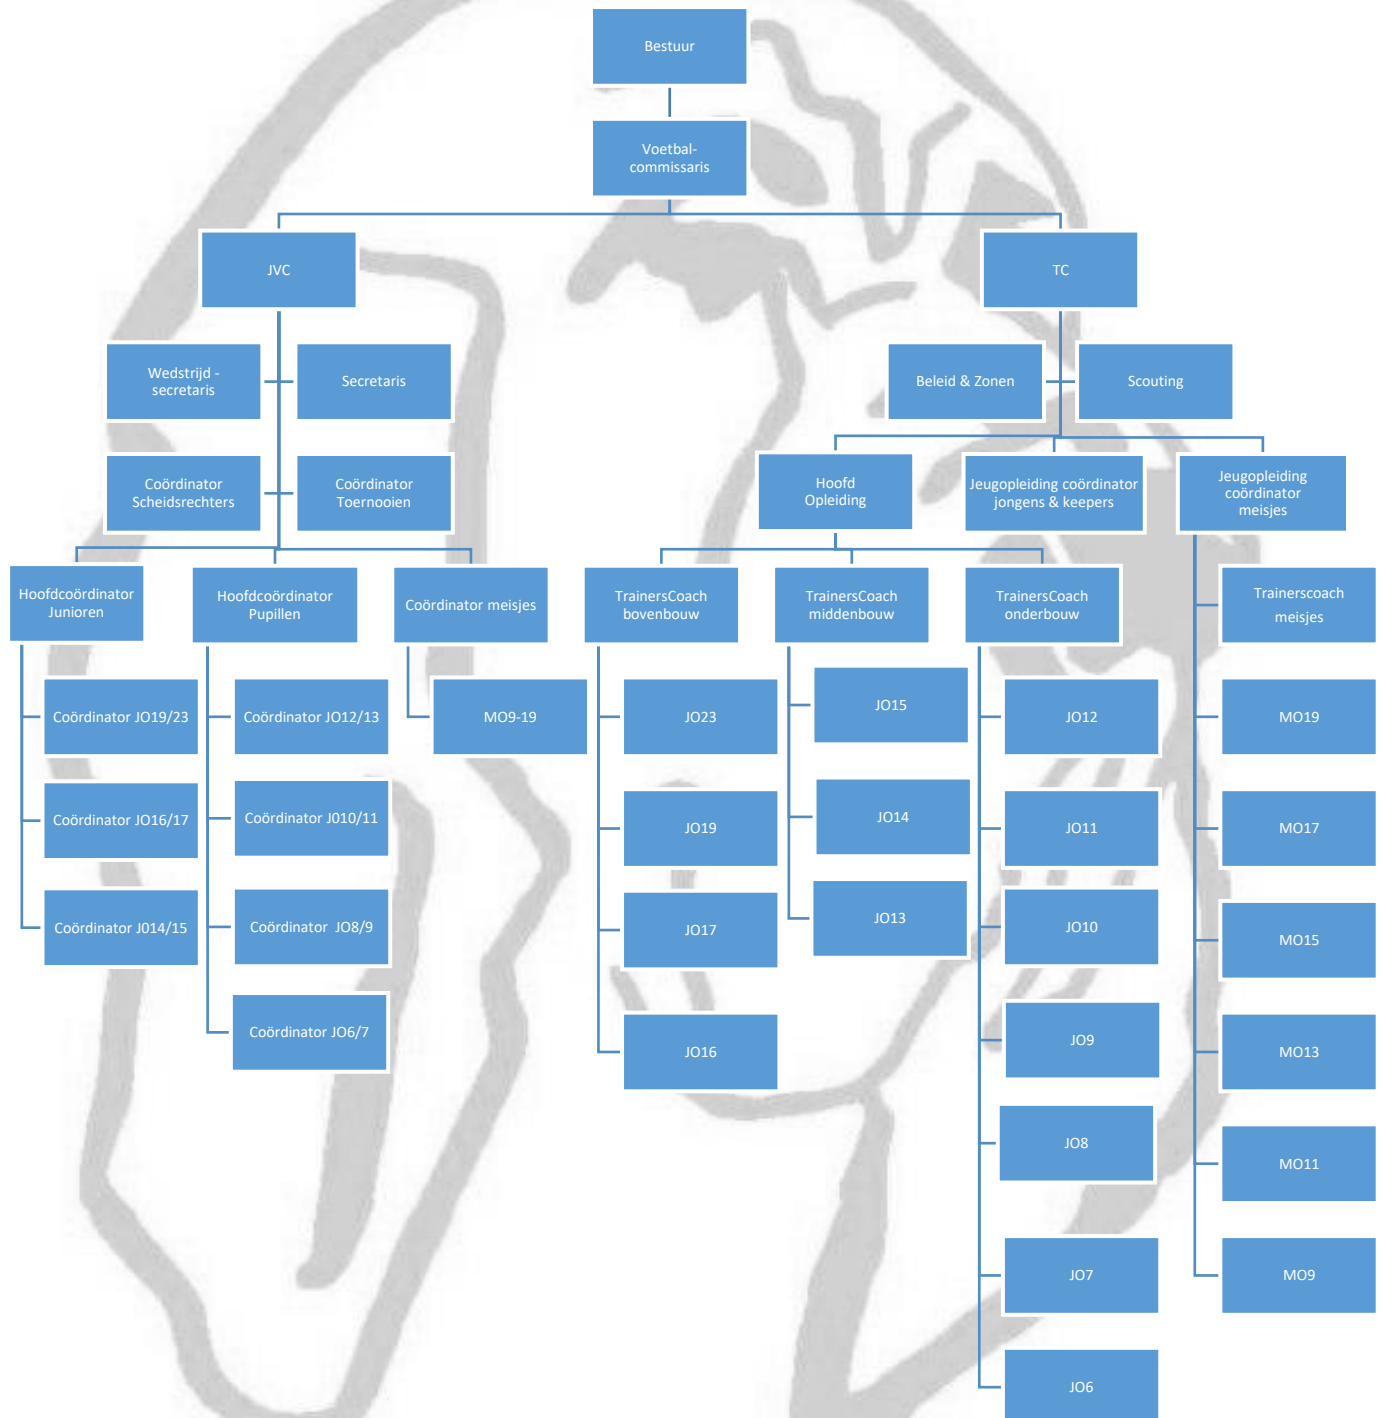 Bestuur
Voetbal-
commissaris
JVC
TC
Wedstrijd -
secretaris
Secretaris
Beleid & Zonen
Scouting
Coördinator
Scheidsrechters
Coördinator
Toernooien
Hoofd
Opleiding
Jeugopleiding coördinator
jongens & keepers
Jeugopleiding
coördinator
meisjes
Hoofdcoördinator
Junioren
Hoofdcoördinator
Pupillen
Coördinator meisjes
TrainersCoach
bovenbouw
TrainersCoach
middenbouw
TrainersCoach
onderbouw
Trainerscoach
meisjes
Coördinator JO19/23
Coördinator JO16/17
Coördinator J014/15
Coördinator JO12/13
Coördinator J010/11
Coördinator  JO8/9
Coördinator JO6/7
MO9-19
JO23
JO19
JO17
JO16
JO15
JO14
JO13
JO12
JO11
JO10
JO9
JO8
JO7
JO6
MO19
MO17
MO15
MO13
MO11
MO9